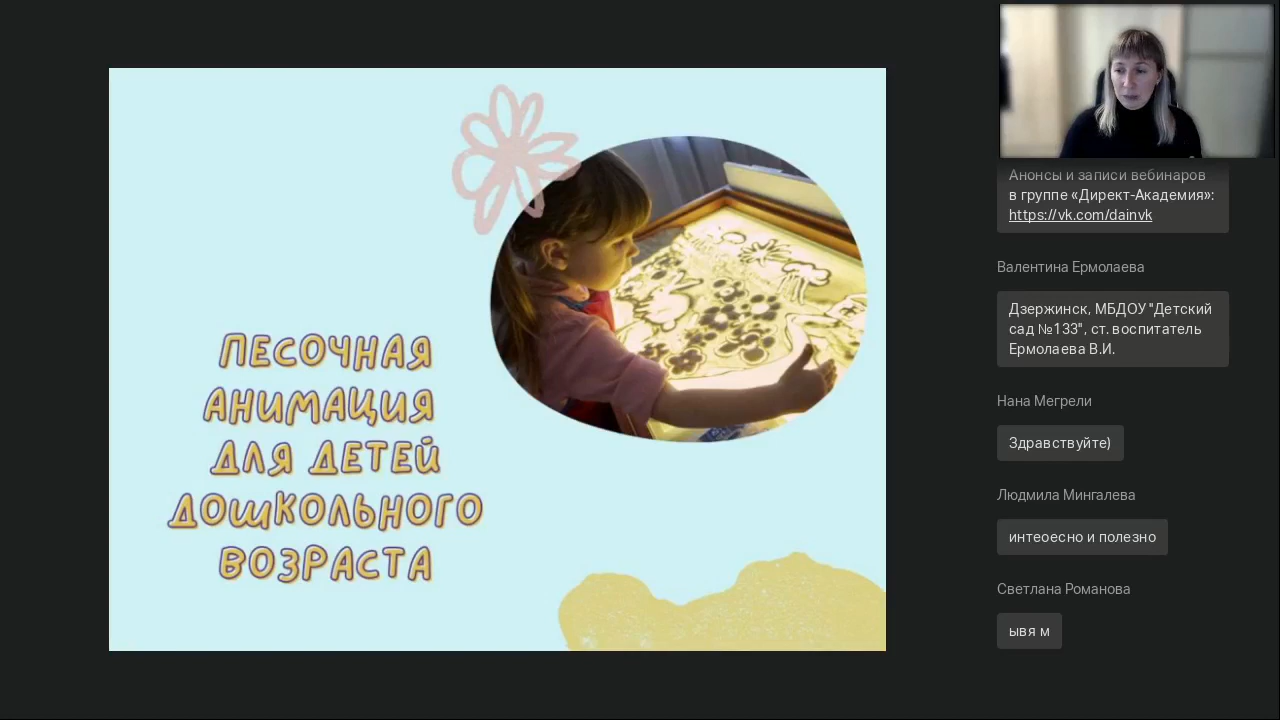 ПЕСОЧНАЯ
АНИМАЦИЯ
ДЛЯ ДЕТЕЙ
ДОШКОЛЬНОГО
ВОЗРАСТА
Анонсы и записи вебинаров
в группе «Директ-Академия»:
https://vk.com/dainvk
Валентина Ермолаева
Дзержинск, МБДОУ "Детский
сад №133", ст. воспитатель
Ермолаева В.И.
Нана Мегрели
Здравствуйте)
Людмила Мингалева
интеоесно и полезно
Светлана Романова
ывя м